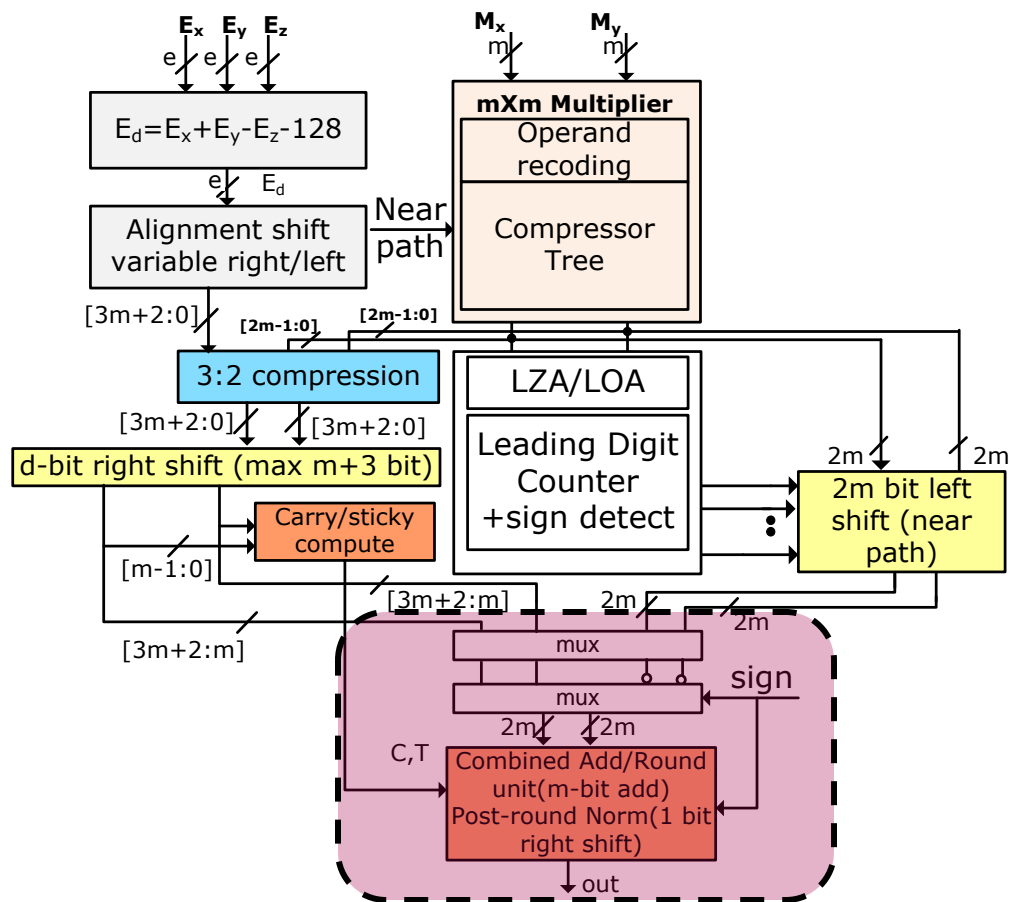 Ex Ey Ez
e e e
Ed=Ex+Ey-Ez-128
e Ed
Alignment shift
variable right/left
Near
path
Mx My
m m
mXm Multiplier
Operand
recoding
Compressor
Tree
[3m+2:0]
[2m-1:0]
[2m-1:0]
3:2 compression
[3m+2:0]
[3m+2:0]
d-bit right shift (max m+3 bit)
Carry/sticky
compute
[m-1:0]
[3m+2:m]
[3m+2:m]
LZA/LOA
Leading Digit
Counter
+sign detect
2m 2m
2m bit left
shift (near
path)
2m
2m
mux
mux
sign
2m 2m
C,T
Combined Add/Round
unit(m-bit add)
Post-round Norm(1 bit
right shift)
out